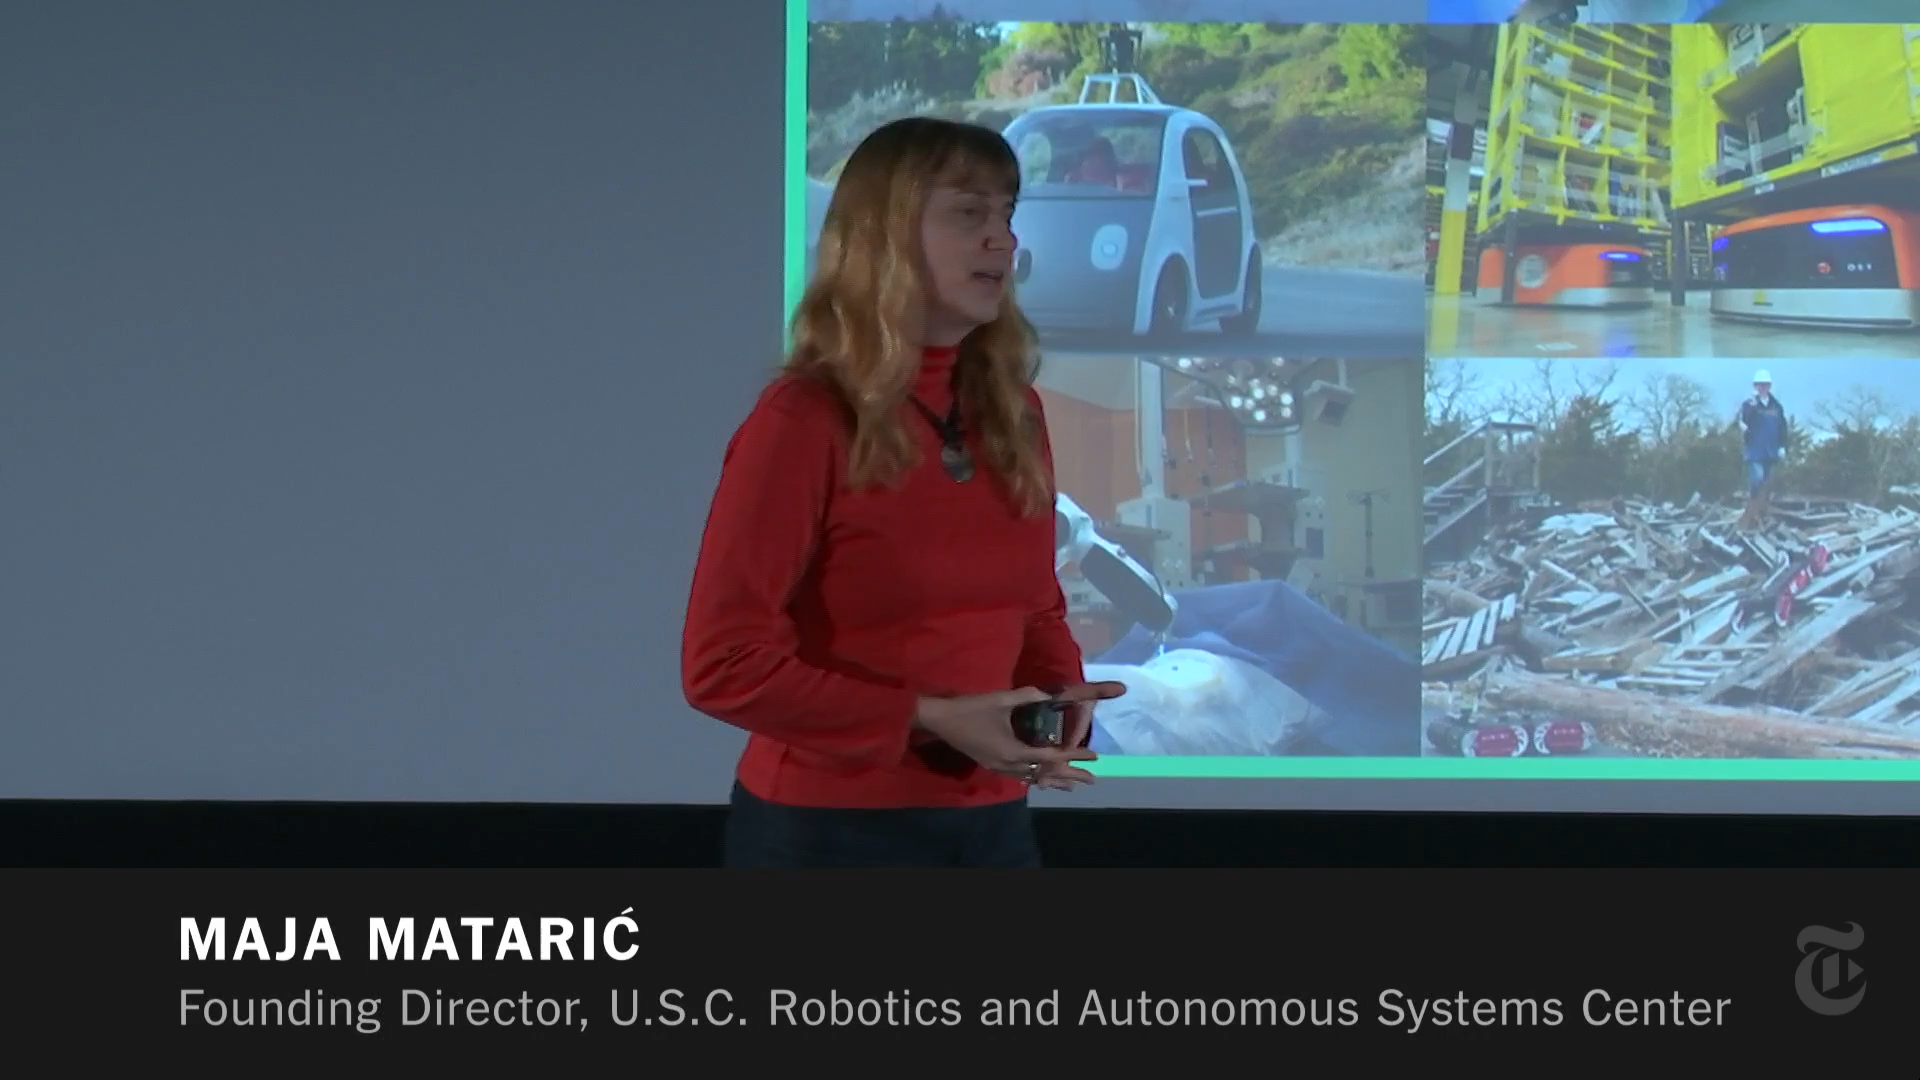 MAJA MATARIĆ
Founding Director, U.S.C. Robotics and Autonomous Systems Center